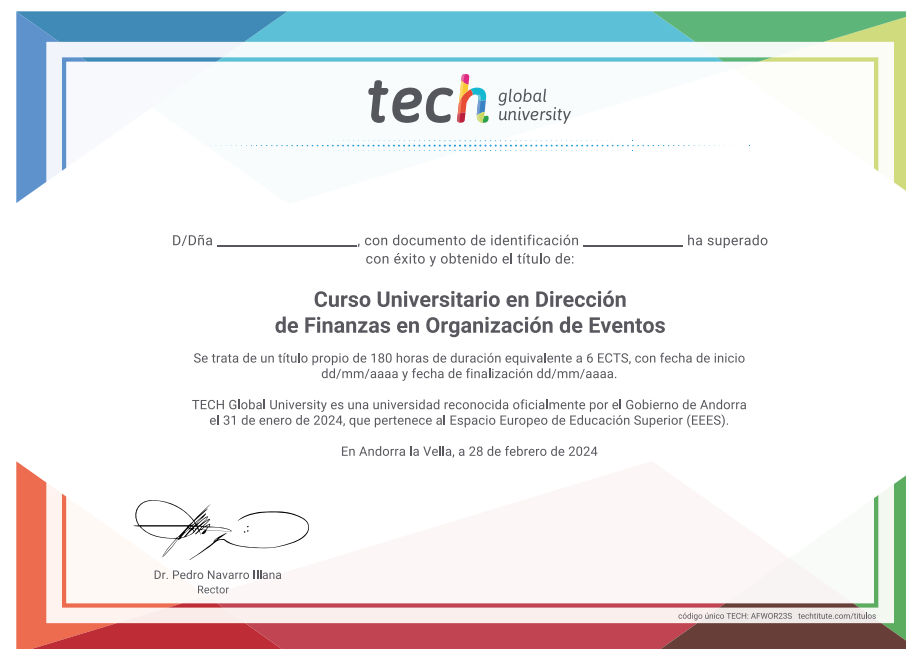 tech global university
D/Dña ____________________, con documento de identificación ______________ ha superado
con éxito y obtenido el título de:
Curso Universitario en Dirección
de Finanzas en Organización de Eventos
Se trata de un título propio de 180 horas de duración equivalente a 6 ECTS, con fecha de inicio
dd/mm/aaaa y fecha de finalización dd/mm/aaaa.
TECH Global University es una universidad reconocida oficialmente por el Gobierno de Andorra
el 31 de enero de 2024, que pertenece al Espacio Europeo de Educación Superior (EEES).
En Andorra la Vella, a 28 de febrero de 2024
Dr. Pedro Navarro Illana
Rector
código único TECH: AFWOR23S techtitute.com/titulos